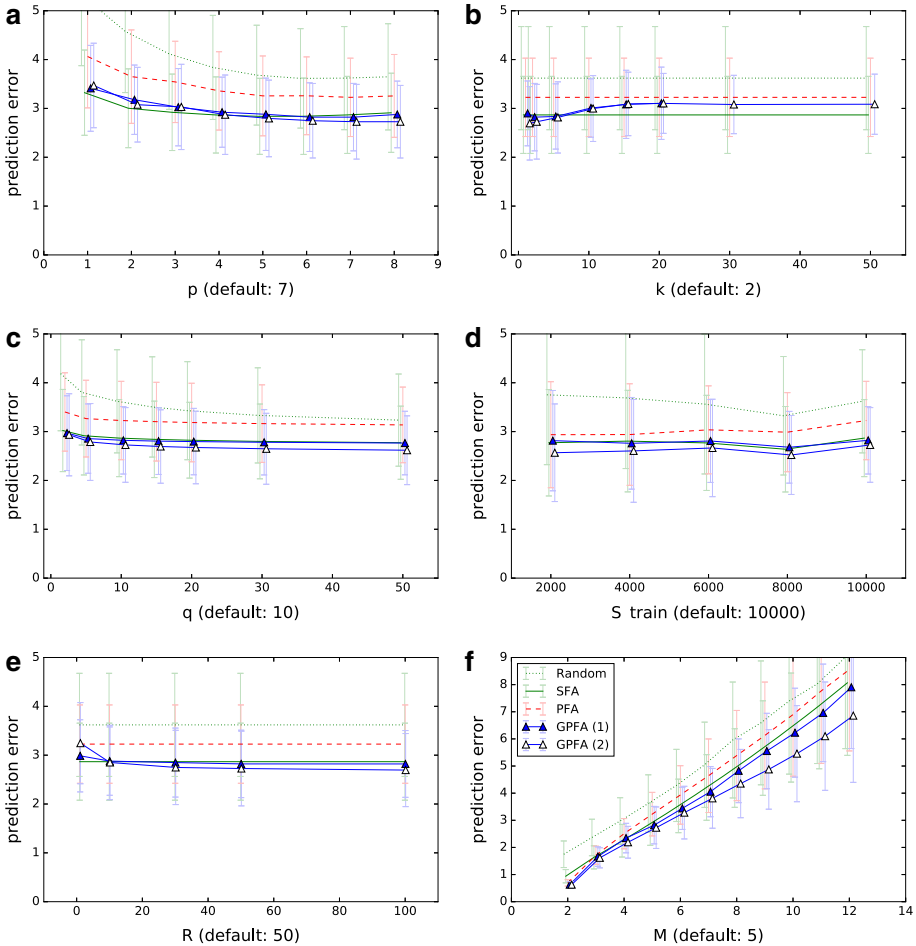 a
b
5
4
3
2
1
0
prediction error
0 1 2 3 4 5 6 7 8 9
p (default: 7)
5
4
3
2
1
0
prediction error
0 10 20 30 40 50
k (default: 2)
c
d
5
4
3
2
1
0
prediction error
0 10 20 30 40 50
q (default: 10)
5
4
3
2
1
0
prediction error
2000 4000 6000 8000 10000
S train (default: 10000)
e
f
5
4
3
2
1
0
prediction error
0 20 40 60 80 100
R (default: 50)
9
8
7
6
5
4
3
2
1
0
prediction error
Random
SFA
PFA
GPFA (1)
GPFA (2)
0 2 4 6 8 10 12 14
M (default: 5)